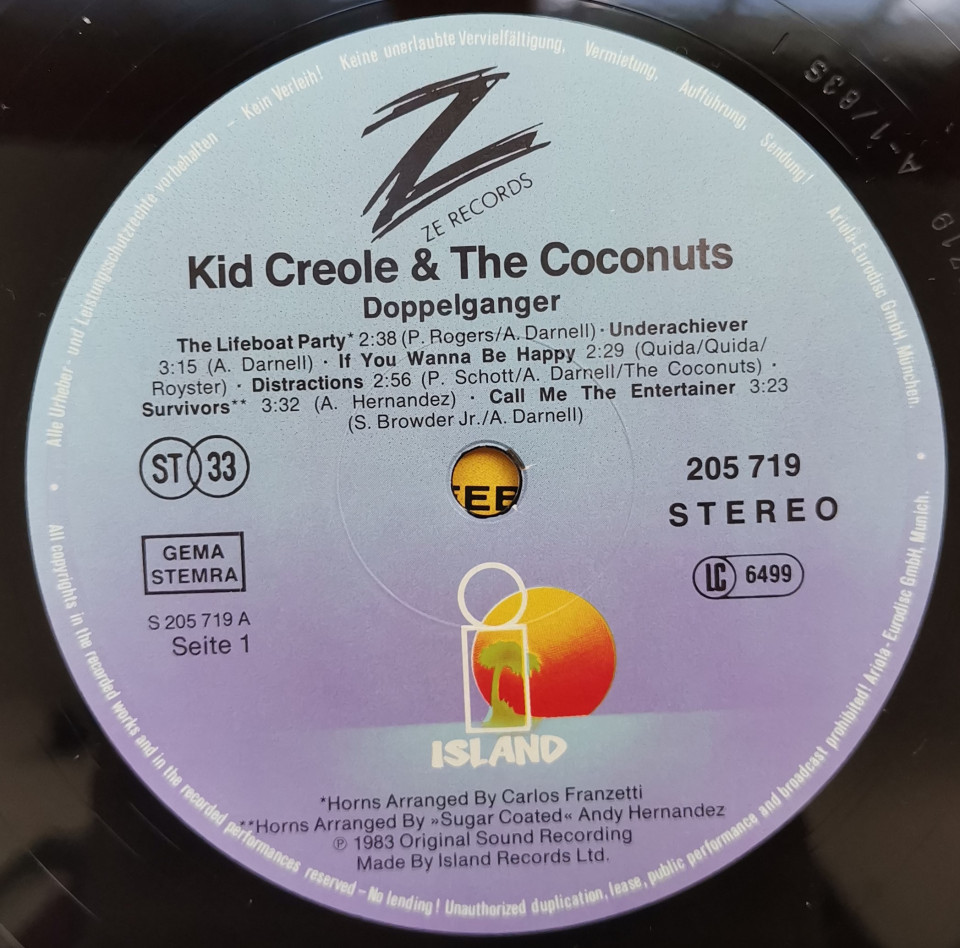 Alle Urheber- und Leistungsschutzrechte vorbehalten – Kein Verleih! Keine unerlaubte Vervielfältigung, Vermietung, Aufführung, Sendung! Ariola-Eurodisc GmbH, München.
A-1/83S
ZE RECORDS
Kid Creole & The Coconuts
Doppelganger
The Lifeboat Party* 2:38 (P. Rogers/A. Darnell) · Underachiever
3:15 (A. Darnell) · If You Wanna Be Happy 2:29 (Quida/Quida/
Royster) · Distractions 2:56 (P. Schott/A. Darnell/The Coconuts) ·
Survivors** 3:32 (A. Hernandez) · Call Me The Entertainer 3:23
(S. Browder Jr./A. Darnell)
ST 33
205 719
STEREO
GEMA
STEMRA
LC 6499
S 205 719 A
Seite 1
ISLAND
*Horns Arranged By Carlos Franzetti
**Horns Arranged By »Sugar Coated« Andy Hernandez
℗ 1983 Original Sound Recording
Made By Island Records Ltd.
All copyrights in the recorded works and in the recorded performances reserved – No lending! Unauthorized duplication, lease, public performance and broadcast prohibited! Ariola-Eurodisc GmbH, Munich.